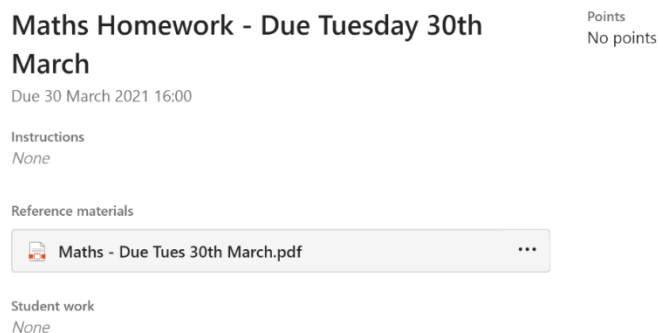 Maths Homework - Due Tuesday 30th
March
Due 30 March 2021 16:00
Points
No points
Instructions
None
Reference materials
Maths - Due Tues 30th March.pdf
Student work
None